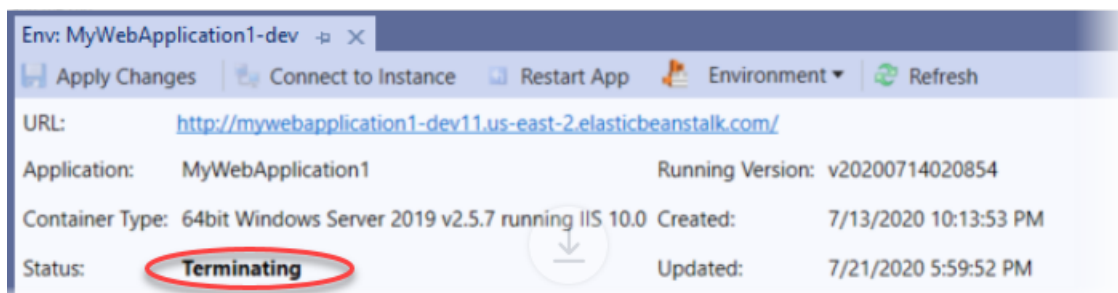 Env: MyWebApplication1-dev
Apply Changes Connect to Instance Restart App Environment Refresh
URL: http://mywebapplication1-dev11.us-east-2.elasticbeanstalk.com/
Application: MyWebApplication1 Running Version: v20200714020854
Container Type: 64bit Windows Server 2019 v2.5.7 running IIS 10.0 Created: 7/13/2020 10:13:53 PM
Status: Terminating Updated: 7/21/2020 5:59:52 PM